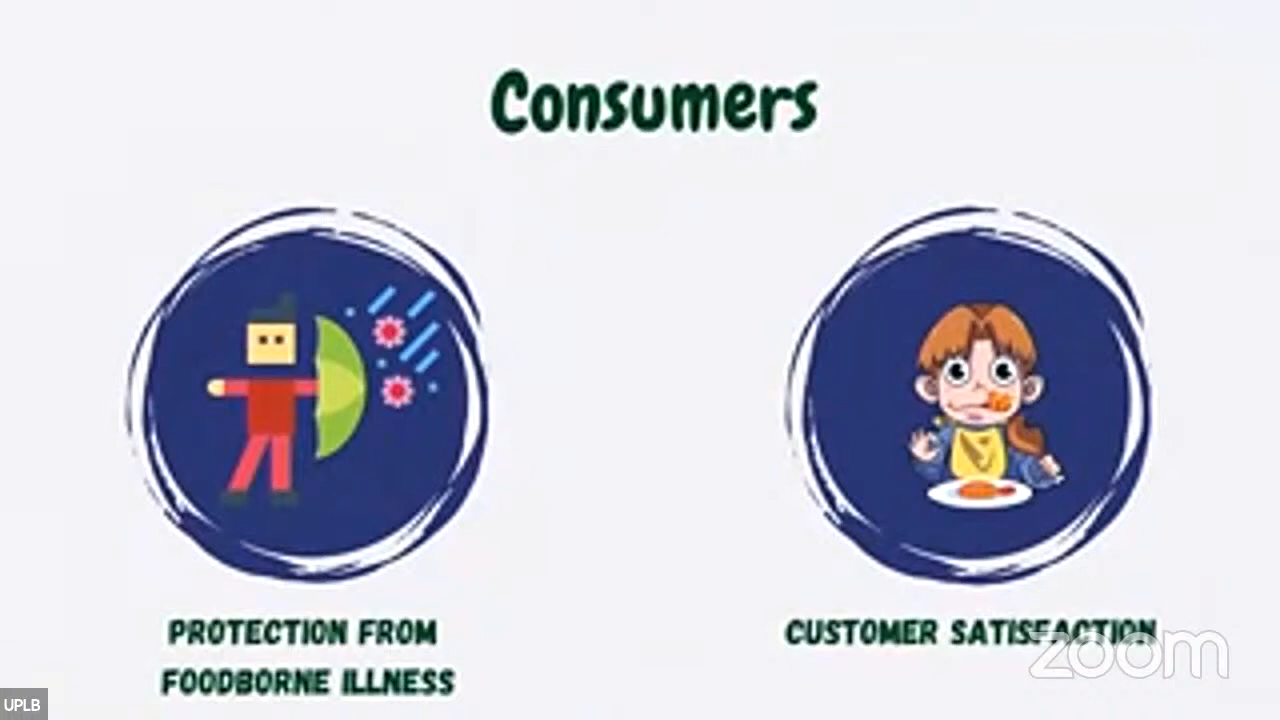 Consumers
PROTECTION FROM
FOODBORNE ILLNESS
CUSTOMER SATISFACTION
zoom
UPLB